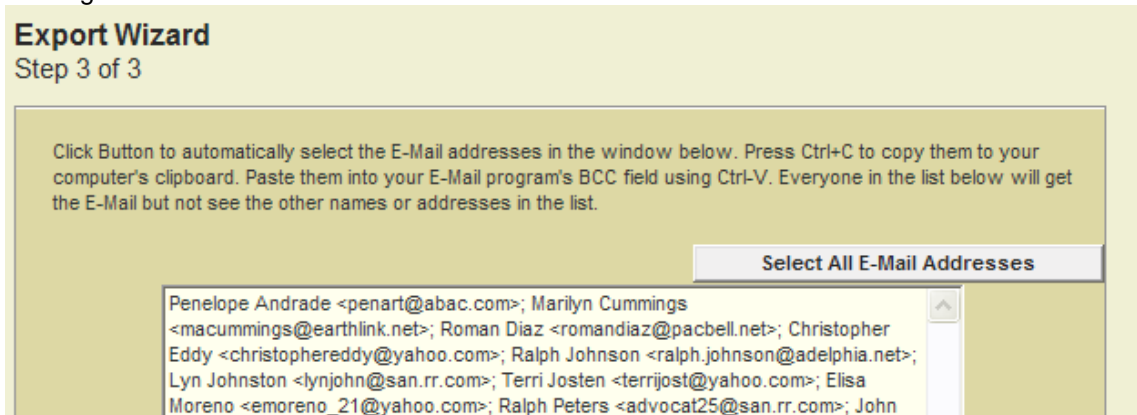 Export Wizard
Step 3 of 3
Click Button to automatically select the E-Mail addresses in the window below. Press Ctrl+C to copy them to your
computer's clipboard. Paste them into your E-Mail program's BCC field using Ctrl-V. Everyone in the list below will get
the E-Mail but not see the other names or addresses in the list.
Select All E-Mail Addresses
Penelope Andrade <penart@abac.com>; Marilyn Cummings
<macummings@earthlink.net>; Roman Diaz <romandiaz@pacbell.net>; Christopher
Eddy <christophereddy@yahoo.com>; Ralph Johnson <ralph.johnson@adelphia.net>;
Lyn Johnston <lynjohn@san.rr.com>; Terri Josten <terrijost@yahoo.com>; Elisa
Moreno <emoreno_21@yahoo.com>; Ralph Peters <advocat25@san.rr.com>; John